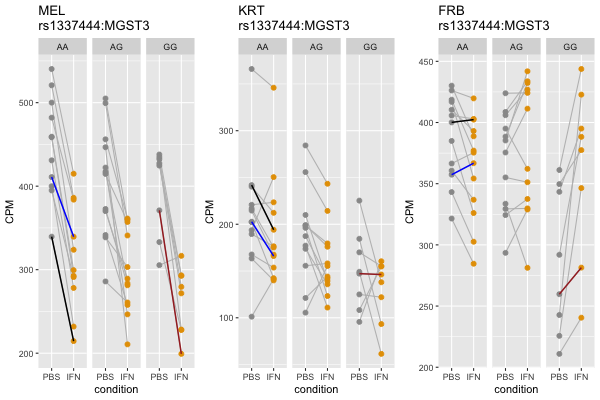 MEL
rs1337444:MGST3
AA AG GG
CPM
500
400
300
200
PBS IFN PBS IFN PBS IFN
condition
KRT
rs1337444:MGST3
AA AG GG
CPM
300
200
100
PBS IFN PBS IFN PBS IFN
condition
FRB
rs1337444:MGST3
AA AG GG
CPM
450
400
350
300
250
200
PBS IFN PBS IFN PBS IFN
condition